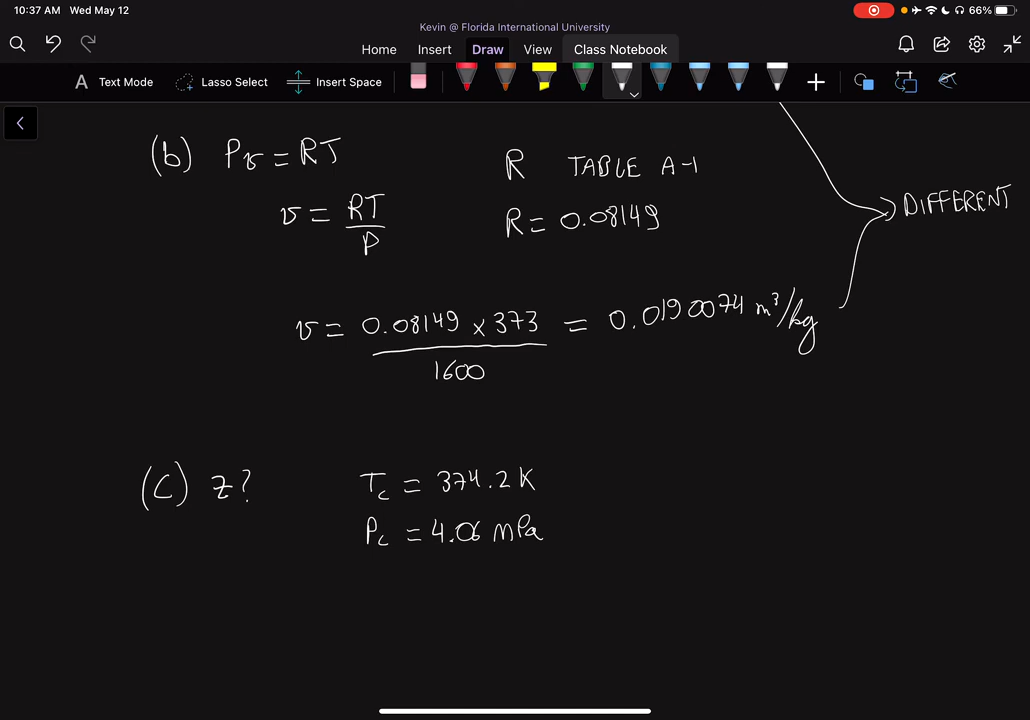 10:37 AM Wed May 12
66%
Kevin @ Florida International University
Home Insert Draw View Class Notebook
Text Mode Lasso Select Insert Space
(b) Pv = RT
R TABLE A-1
v = RT/P
R = 0.08149
DIFFERENT
v = 0.08149 x 373 / 1600 = 0.0190074 m³/kg
(C) Z?
Tc = 374.2 K
Pc = 4.06 mPa